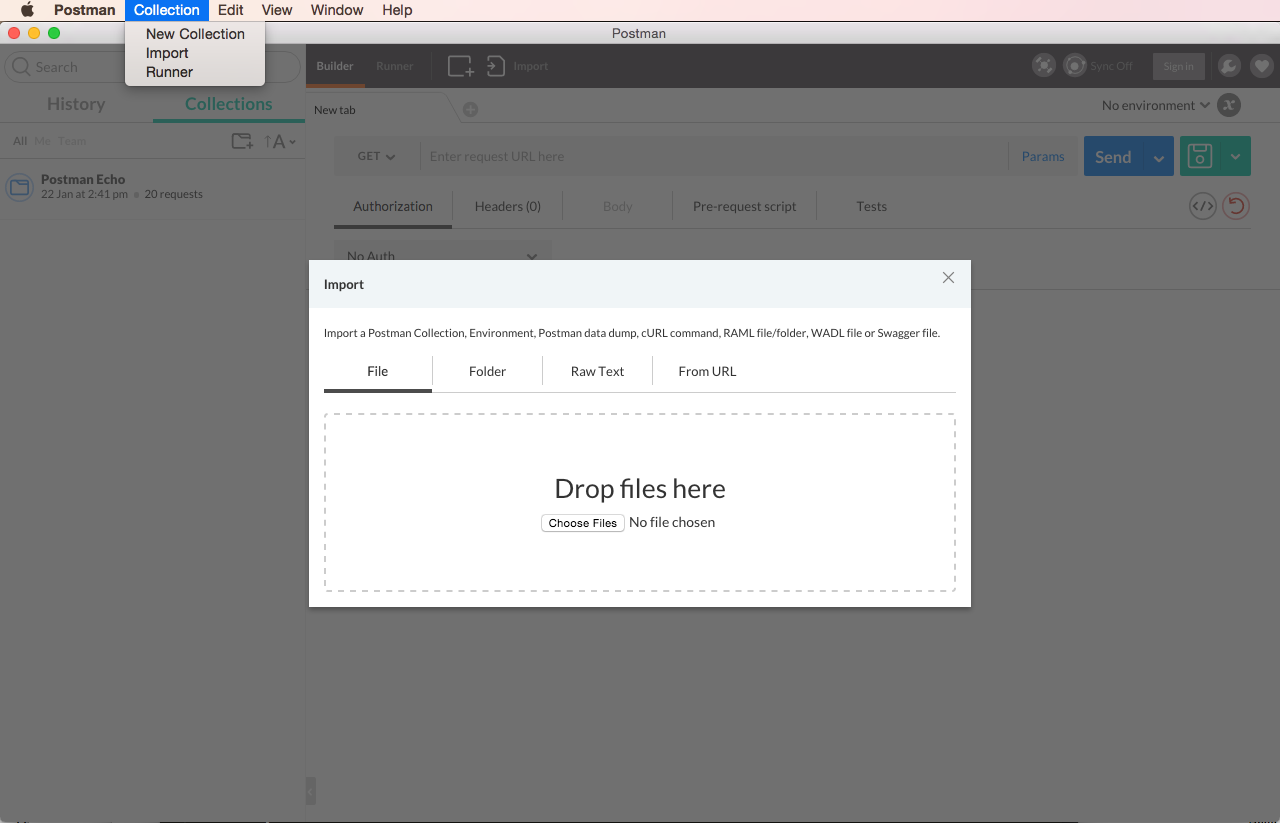 Postman Collection Edit View Window Help
New Collection
Import
Runner
Postman
Search
Builder Runner Import Sync Off Sign in
History Collections
New tab No environment
All Me Team A
GET Enter request URL here Params Send
Postman Echo
22 Jan at 2:41 pm 20 requests
Authorization Headers (0) Body Pre-request script Tests
No Auth
Import
Import a Postman Collection, Environment, Postman data dump, cURL command, RAML file/folder, WADL file or Swagger file.
File Folder Raw Text From URL
Drop files here
Choose Files No file chosen